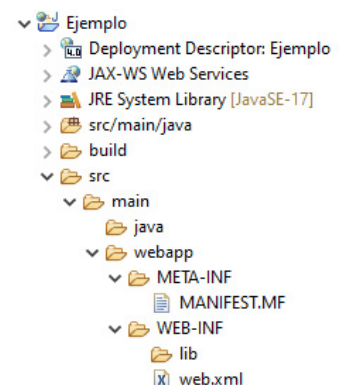 Ejemplo
Deployment Descriptor: Ejemplo
JAX-WS Web Services
JRE System Library [JavaSE-17]
src/main/java
build
src
main
java
webapp
META-INF
MANIFEST.MF
WEB-INF
lib
web.xml